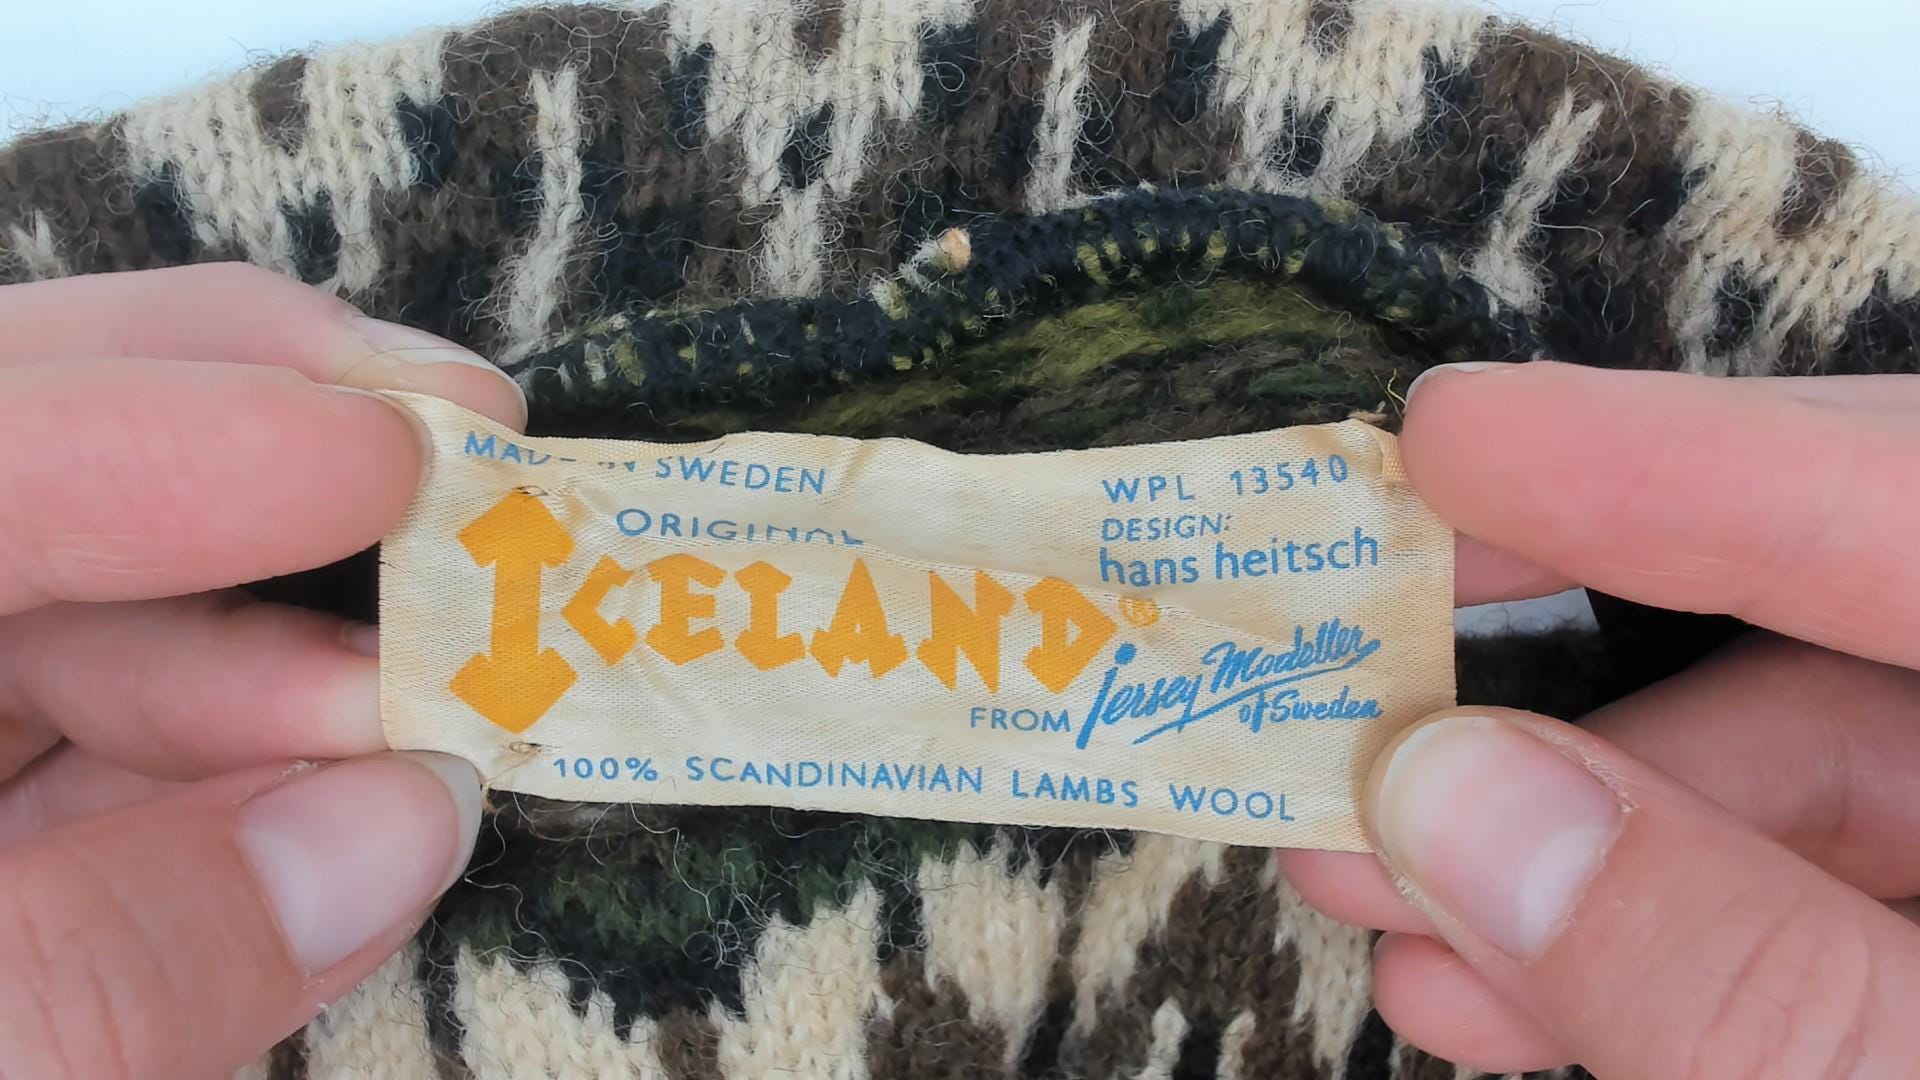 MADE IN SWEDEN
ORIGINAL
ICELAND®
WPL 13540
DESIGN:
hans heitsch
FROM Jersey Modeller of Sweden
100% SCANDINAVIAN LAMBS WOOL